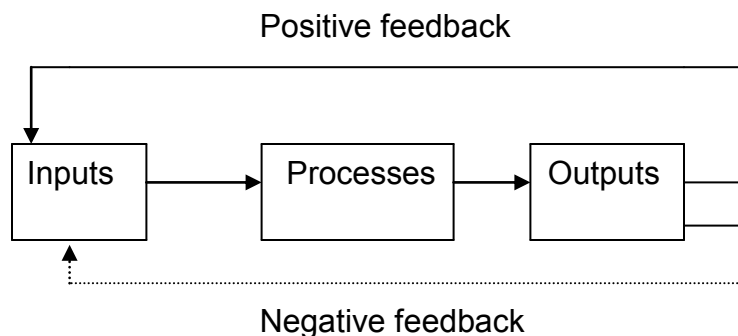 Positive feedback
Inputs
Processes
Outputs
Negative feedback